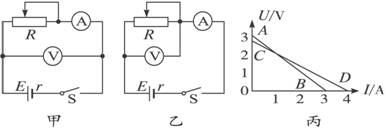 R A R A U/V
V V 3 A
2 C
1 B D
E r S E r S 0 1 2 3 4 I/A
甲 乙 丙